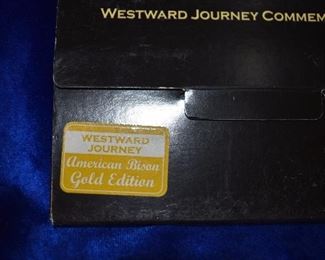 WESTWARD JOURNEY COMMEM
WESTWARD
JOURNEY
American Bison
Gold Edition